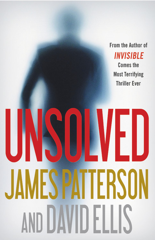 From the Author of
INVISIBLE
Comes the
Most Terrifying
Thriller Ever
UNSOLVED
JAMES PATTERSON
AND DAVID ELLIS